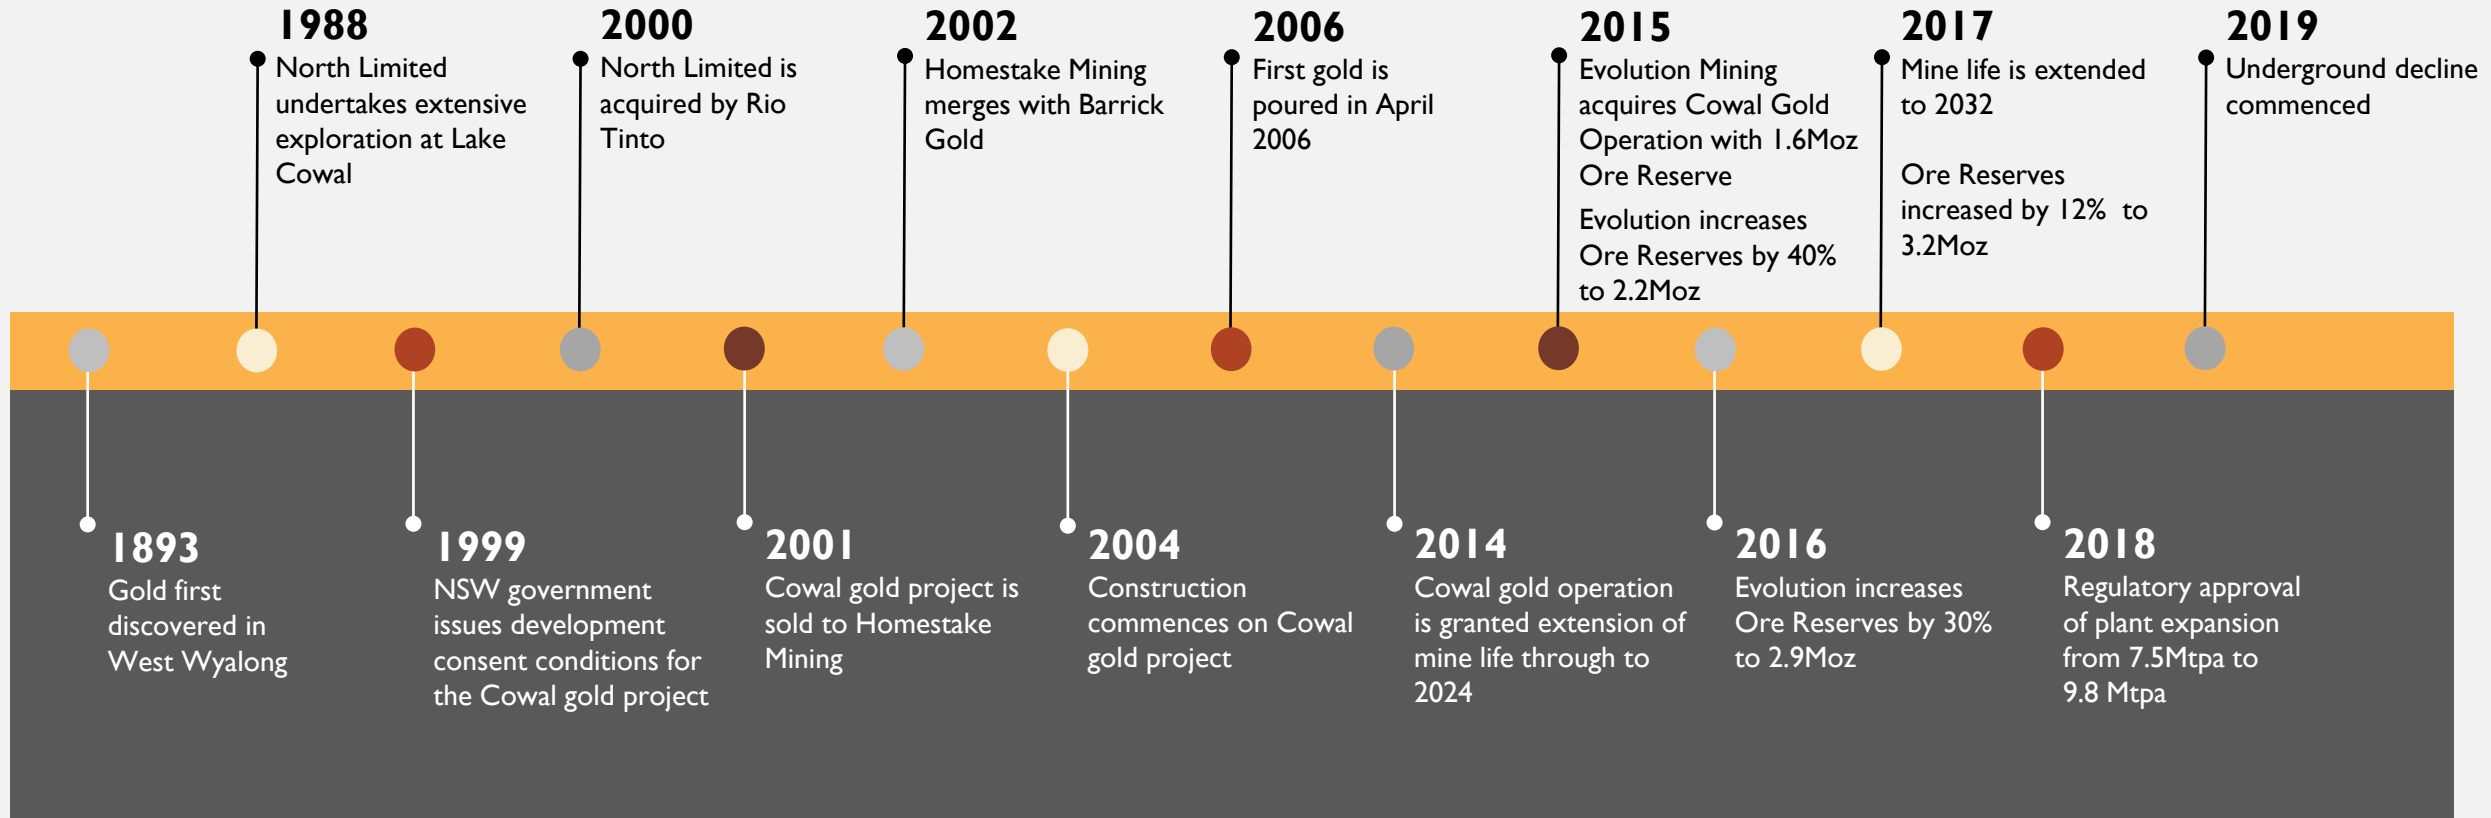 1988
North Limited
undertakes extensive
exploration at Lake
Cowal
2000
North Limited is
acquired by Rio
Tinto
2002
Homestake Mining
merges with Barrick
Gold
2006
First gold is
poured in April
2006
2015
Evolution Mining
acquires Cowal Gold
Operation with 1.6Moz
Ore Reserve
Evolution increases
Ore Reserves by 40%
to 2.2Moz
2017
Mine life is extended
to 2032
Ore Reserves
increased by 12% to
3.2Moz
2019
Underground decline
commenced
1893
Gold first
discovered in
West Wyalong
1999
NSW government
issues development
consent conditions for
the Cowal gold project
2001
Cowal gold project is
sold to Homestake
Mining
2004
Construction
commences on Cowal
gold project
2014
Cowal gold operation
is granted extension of
mine life through to
2024
2016
Evolution increases
Ore Reserves by 30%
to 2.9Moz
2018
Regulatory approval
of plant expansion
from 7.5Mtpa to
9.8 Mtpa